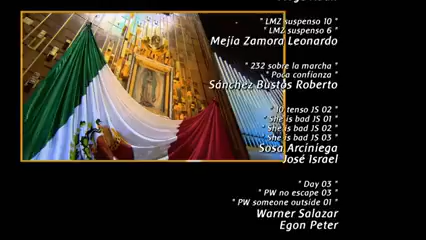 " LMZ suspenso 10 "
" LMZ suspenso 6 "
Mejía Zamora Leonardo
" 232 sobre la marcha "
" Poca confianza "
Sánchez Bustos Roberto
" 10 tenso JS 02 "
" She is bad JS 01 "
" She is bad JS 02 "
" She is bad JS 03 "
Sosa Arciniega
José Israel
" Day 03 "
" PW no escape 03 "
" PW someone outside 01 "
Warner Salazar
Egon Peter